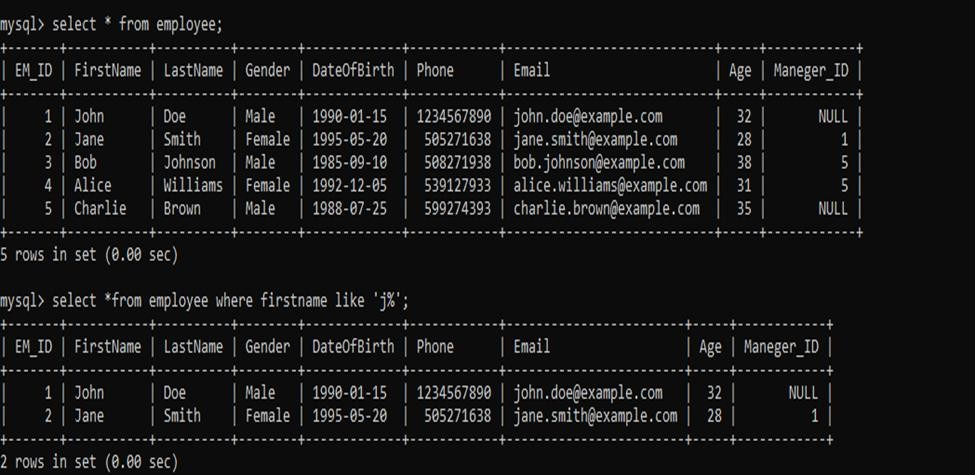 mysql> select * from employee;
+-------+-----------+----------+--------+-------------+------------+----------------------------+-----+------------+
| EM_ID | FirstName | LastName | Gender | DateOfBirth | Phone      | Email                      | Age | Maneger_ID |
+-------+-----------+----------+--------+-------------+------------+----------------------------+-----+------------+
|     1 | John      | Doe      | Male   | 1990-01-15  | 1234567890 | john.doe@example.com       |  32 |       NULL |
|     2 | Jane      | Smith    | Female | 1995-05-20  |  505271638 | jane.smith@example.com     |  28 |          1 |
|     3 | Bob       | Johnson  | Male   | 1985-09-10  |  508271938 | bob.johnson@example.com    |  38 |          5 |
|     4 | Alice     | Williams | Female | 1992-12-05  |  539127933 | alice.williams@example.com |  31 |          5 |
|     5 | Charlie   | Brown    | Male   | 1988-07-25  |  599274393 | charlie.brown@example.com  |  35 |       NULL |
+-------+-----------+----------+--------+-------------+------------+----------------------------+-----+------------+
5 rows in set (0.00 sec)
mysql> select *from employee where firstname like 'j%';
+-------+-----------+----------+--------+-------------+------------+------------------------+-----+------------+
| EM_ID | FirstName | LastName | Gender | DateOfBirth | Phone      | Email                  | Age | Maneger_ID |
+-------+-----------+----------+--------+-------------+------------+------------------------+-----+------------+
|     1 | John      | Doe      | Male   | 1990-01-15  | 1234567890 | john.doe@example.com   |  32 |       NULL |
|     2 | Jane      | Smith    | Female | 1995-05-20  |  505271638 | jane.smith@example.com |  28 |          1 |
+-------+-----------+----------+--------+-------------+------------+------------------------+-----+------------+
2 rows in set (0.00 sec)